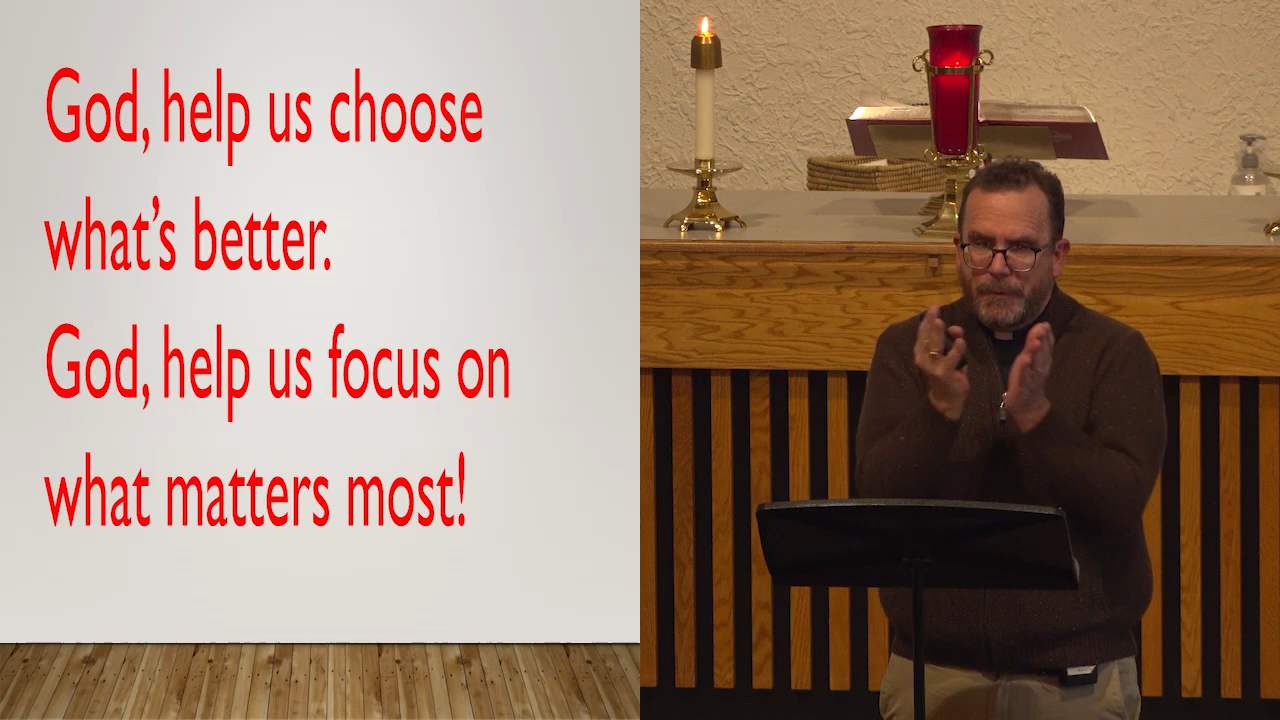 God, help us choose
what's better.
God, help us focus on
what matters most!